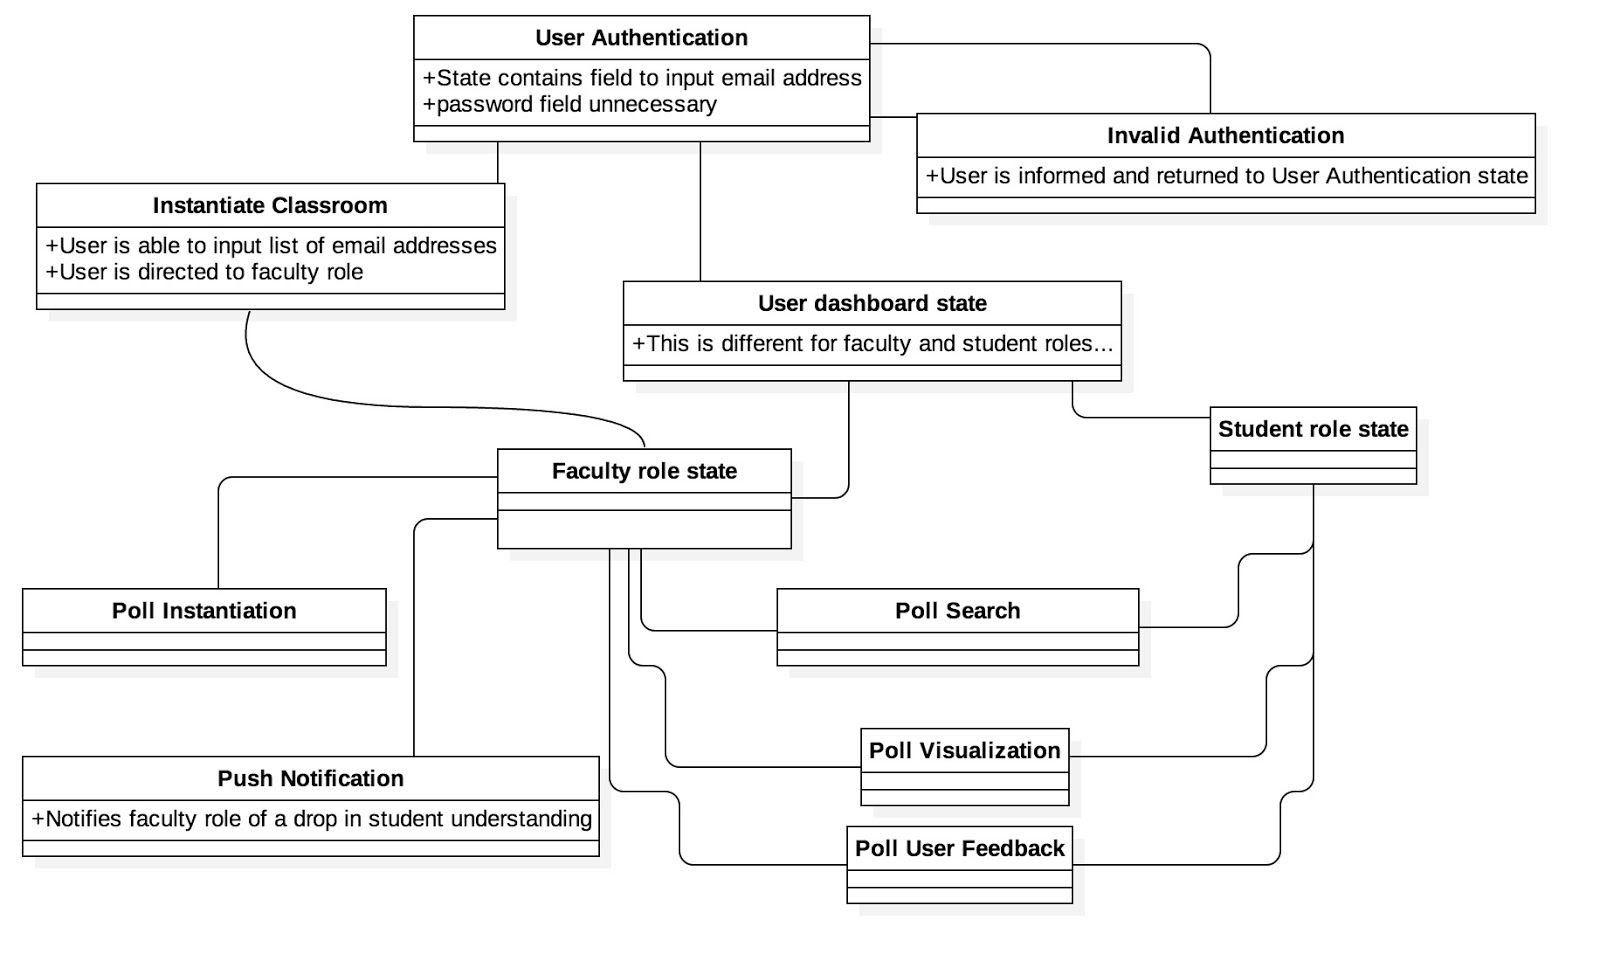 User Authentication
+State contains field to input email address
+password field unnecessary
Invalid Authentication
+User is informed and returned to User Authentication state
Instantiate Classroom
+User is able to input list of email addresses
+User is directed to faculty role
User dashboard state
+This is different for faculty and student roles...
Student role state
Faculty role state
Poll Instantiation
Poll Search
Poll Visualization
Push Notification
+Notifies faculty role of a drop in student understanding
Poll User Feedback